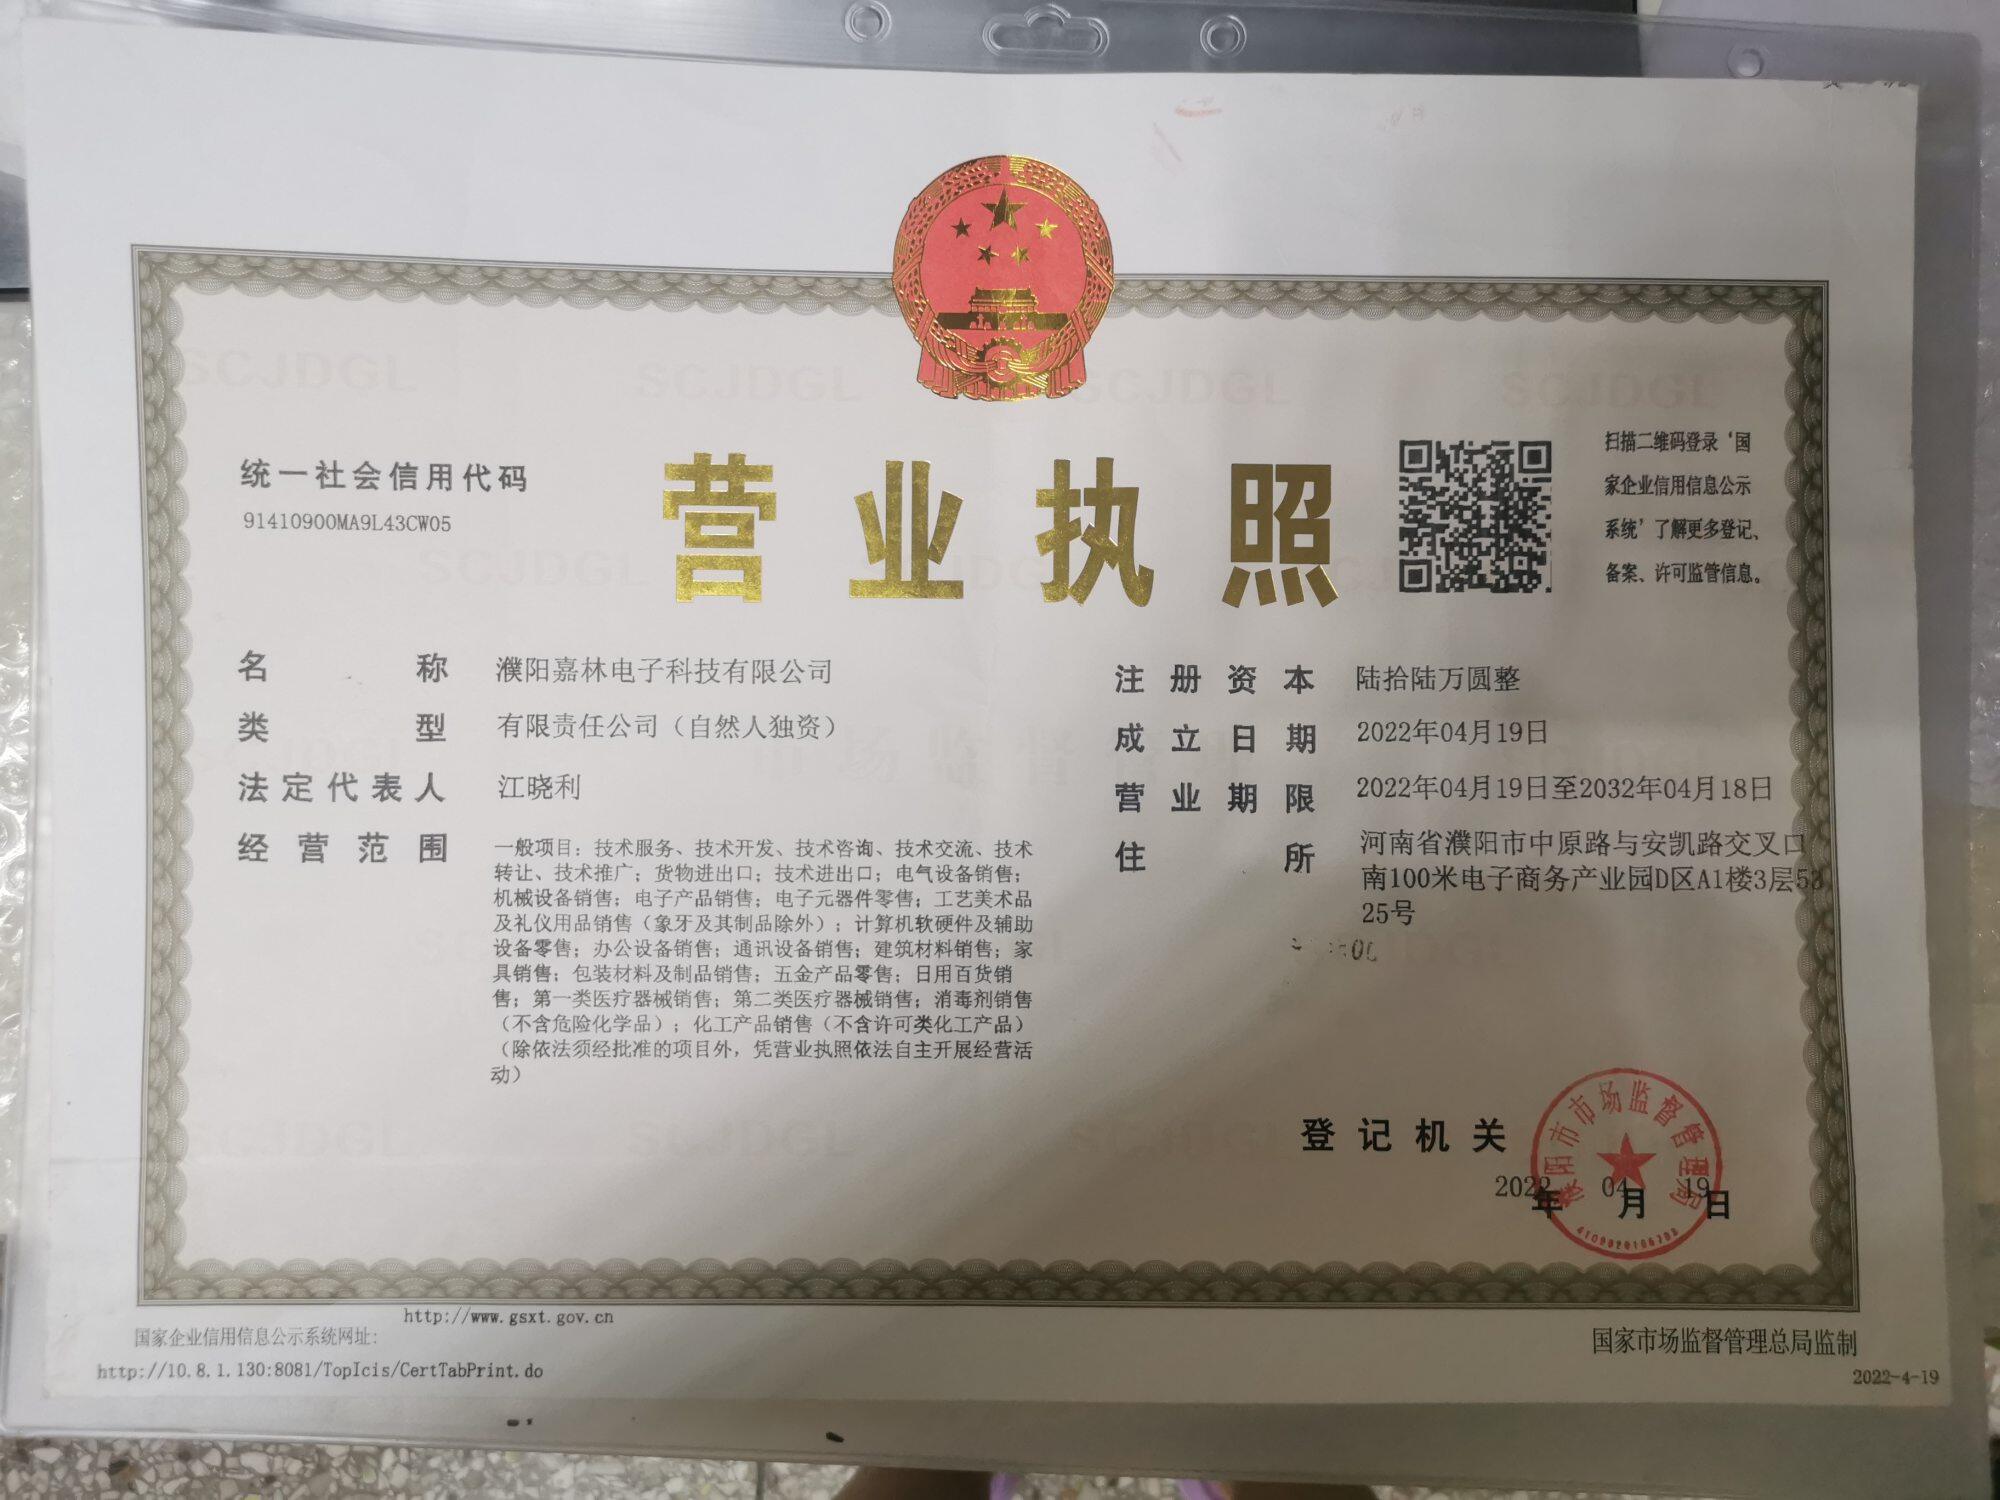 统一社会信用代码
91410900MA9L43CW05
营业执照
扫描二维码登录‘国
家企业信用信息公示
系统’了解更多登记、
备案、许可监管信息。
名称 濮阳嘉林电子科技有限公司
类型 有限责任公司（自然人独资）
法定代表人 江晓利
经营范围 一般项目：技术服务、技术开发、技术咨询、技术交流、技术
转让、技术推广；货物进出口；技术进出口；电气设备销售；
机械设备销售；电子产品销售；电子元器件零售；工艺美术品
及礼仪用品销售（象牙及其制品除外）；计算机软硬件及辅助
设备零售；办公设备销售；通讯设备销售；建筑材料销售；家
具销售；包装材料及制品销售；五金产品零售；日用百货销
售；第一类医疗器械销售；第二类医疗器械销售；消毒剂销售
（不含危险化学品）；化工产品销售（不含许可类化工产品）
（除依法须经批准的项目外，凭营业执照依法自主开展经营活
动）
注册资本 陆拾陆万圆整
成立日期 2022年04月19日
营业期限 2022年04月19日至2032年04月18日
住所 河南省濮阳市中原路与安凯路交叉口
南100米电子商务产业园D区A1楼3层53
25号
登记机关
濮阳市市场监督管理局
2022年04月19日
http://www.gsxt.gov.cn
国家企业信用信息公示系统网址:
http://10.8.1.130:8081/TopIcis/CertTabPrint.do
国家市场监督管理总局监制
2022-4-19
SCJDGL